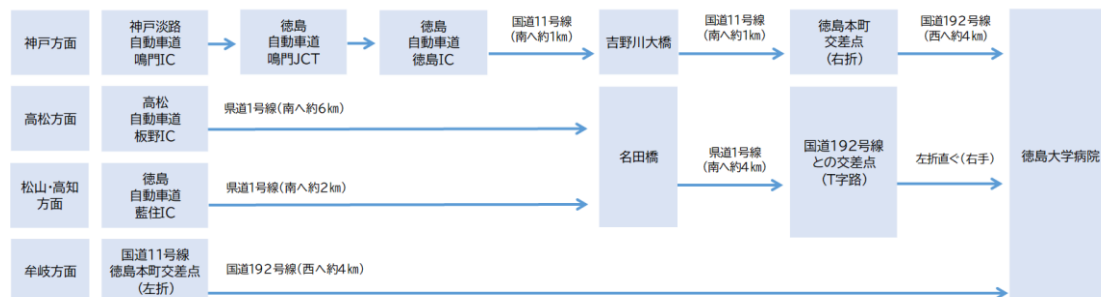 神戸方面
神戸淡路
自動車道
鳴門IC
徳島
自動車道
鳴門JCT
徳島
自動車道
徳島IC
国道11号線
(南へ約1km)
吉野川大橋
国道11号線
(南へ約1km)
徳島本町
交差点
(右折)
国道192号線
(西へ約4km)
徳島大学病院
高松方面
高松
自動車道
板野IC
県道1号線(南へ約6km)
名田橋
県道1号線
(南へ約4km)
国道192号線
との交差点
(T字路)
左折直ぐ(右手)
松山・高知
方面
徳島
自動車道
藍住IC
県道1号線(南へ約2km)
牟岐方面
国道11号線
徳島本町交差点
(左折)
国道192号線(西へ約4km)